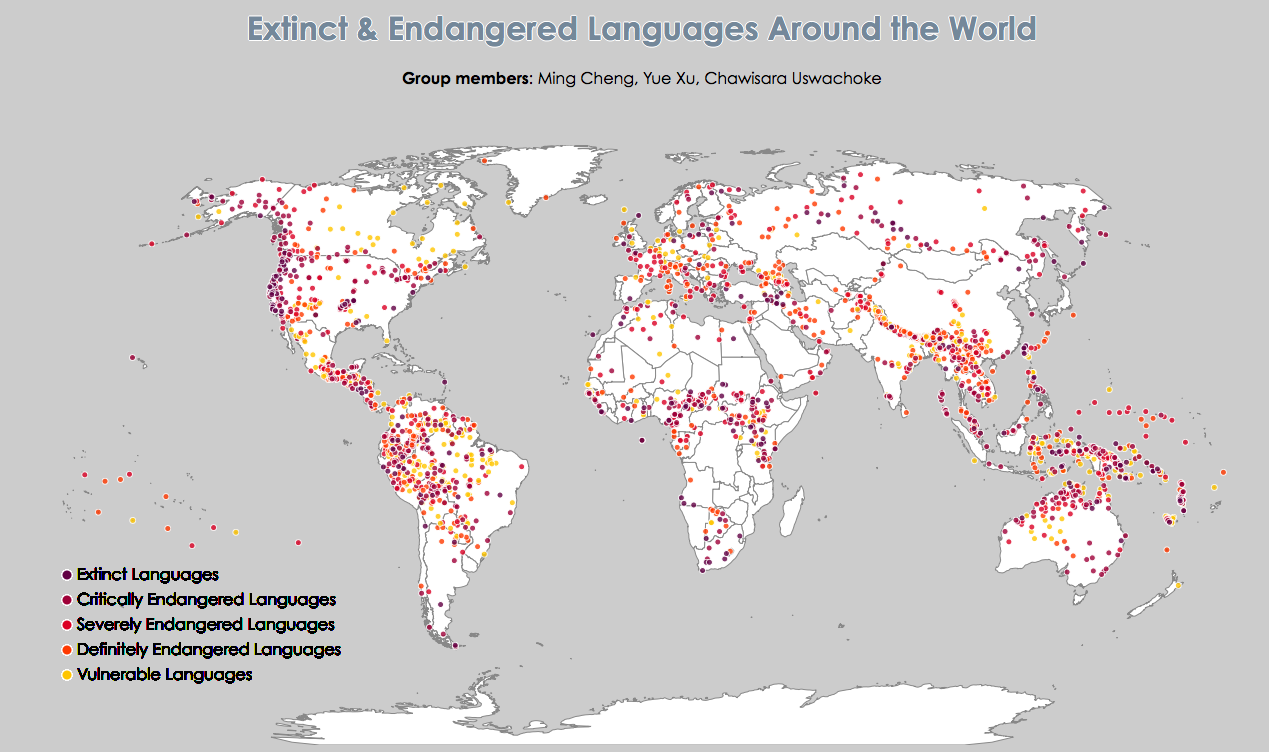 Extinct & Endangered Languages Around the World
Group members: Ming Cheng, Yue Xu, Chawisara Uswachoke
Extinct Languages
Critically Endangered Languages
Severely Endangered Languages
Definitely Endangered Languages
Vulnerable Languages